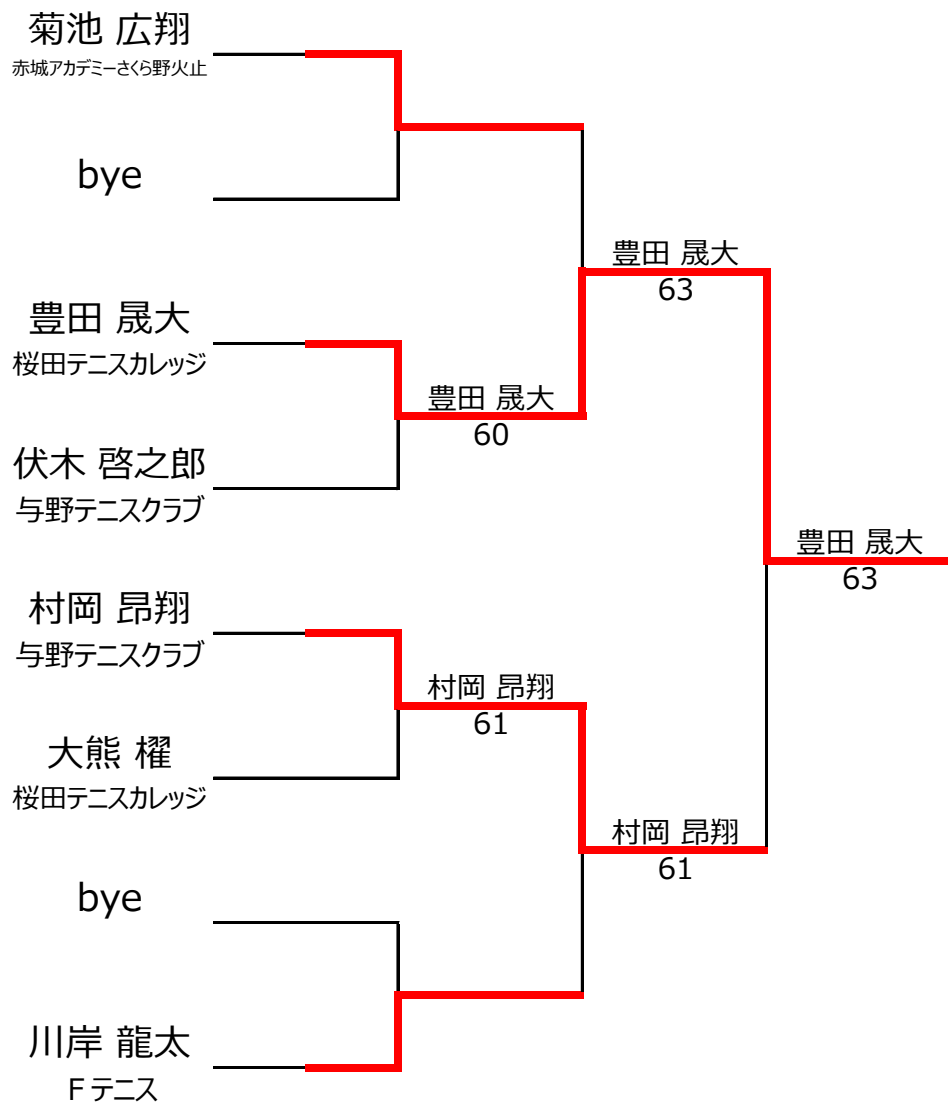 菊池 広翔
赤城アカデミーさくら野火止
bye
豊田 晟大
63
豊田 晟大
桜田テニスカレッジ
豊田 晟大
60
伏木 啓之郎
与野テニスクラブ
豊田 晟大
63
村岡 昂翔
与野テニスクラブ
村岡 昂翔
61
大熊 櫂
桜田テニスカレッジ
村岡 昂翔
61
bye
川岸 龍太
Fテニス